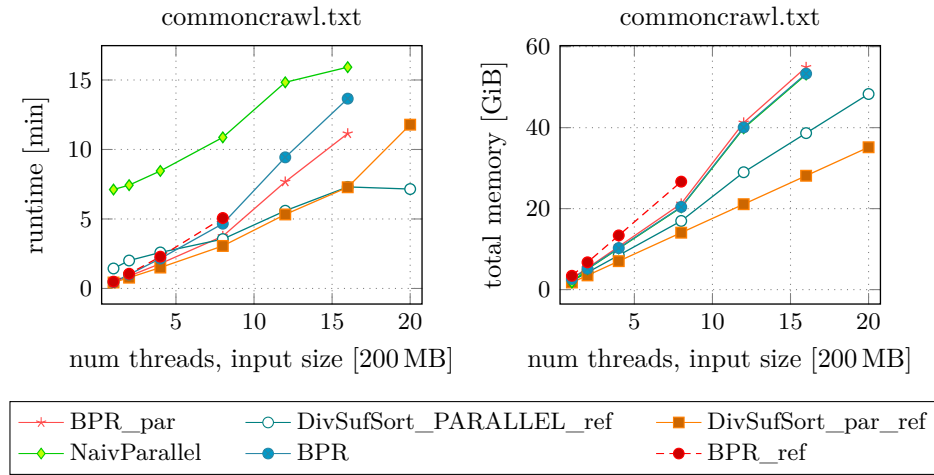 commoncrawl.txt
commoncrawl.txt
runtime [min]
15
10
5
0
5
10
15
20
num threads, input size [200 MB]
total memory [GiB]
60
40
20
0
5
10
15
20
num threads, input size [200 MB]
BPR_par
DivSufSort_PARALLEL_ref
DivSufSort_par_ref
NaivParallel
BPR
BPR_ref